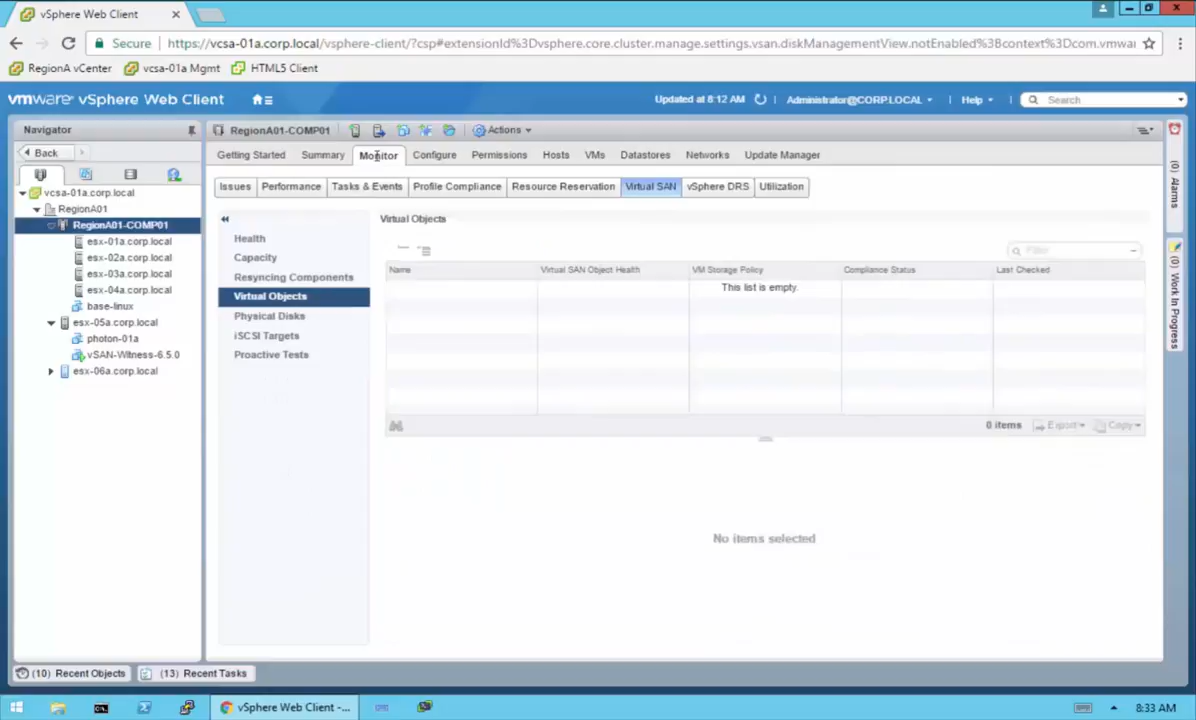 vSphere Web Client
Secure
https://vcsa-01a.corp.local/vsphere-client/?csp#extensionId%3Dvsphere.core.cluster.manage.settings.vsan.diskManagementView.notEnabled%3Bcontext%3Dcom.vmwar
RegionA vCenter
vcsa-01a Mgmt
HTML5 Client
vmware® vSphere Web Client
Updated at 8:12 AM
Administrator@CORP.LOCAL
Help
Search
Navigator
Back
RegionA01-COMP01
Actions
Getting Started
Summary
Monitor
Configure
Permissions
Hosts
VMs
Datastores
Networks
Update Manager
Issues
Performance
Tasks & Events
Profile Compliance
Resource Reservation
Virtual SAN
vSphere DRS
Utilization
vcsa-01a.corp.local
RegionA01
RegionA01-COMP01
esx-01a.corp.local
esx-02a.corp.local
esx-03a.corp.local
esx-04a.corp.local
base-linux
esx-05a.corp.local
photon-01a
vSAN-Witness-6.5.0
esx-06a.corp.local
Health
Capacity
Resyncing Components
Virtual Objects
Physical Disks
iSCSI Targets
Proactive Tests
Virtual Objects
Filter
Name
Virtual SAN Object Health
VM Storage Policy
Compliance Status
Last Checked
This list is empty.
0 items
Export
Copy
No items selected
(0) Alarms
(0) Work In Progress
(10) Recent Objects
(13) Recent Tasks
vSphere Web Client -...
8:33 AM